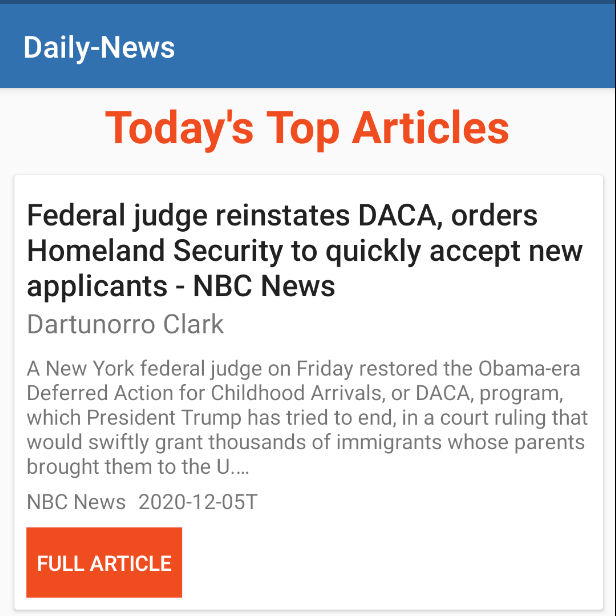 Daily-News
Today's Top Articles
Federal judge reinstates DACA, orders
Homeland Security to quickly accept new
applicants - NBC News
Dartunorro Clark
A New York federal judge on Friday restored the Obama-era
Deferred Action for Childhood Arrivals, or DACA, program,
which President Trump has tried to end, in a court ruling that
would swiftly grant thousands of immigrants whose parents
brought them to the U.…
NBC News 2020-12-05T
FULL ARTICLE